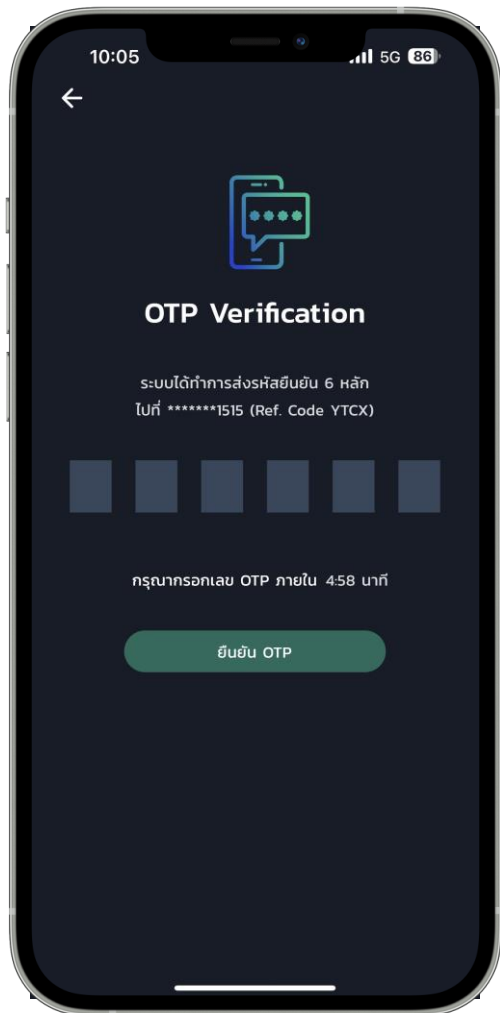 10:05
5G 86
OTP Verification
ระบบได้ทำการส่งรหัสยืนยัน 6 หลัก
ไปที่ *******1515 (Ref. Code YTCX)
กรุณากรอกเลข OTP ภายใน 4:58 นาที
ยืนยัน OTP